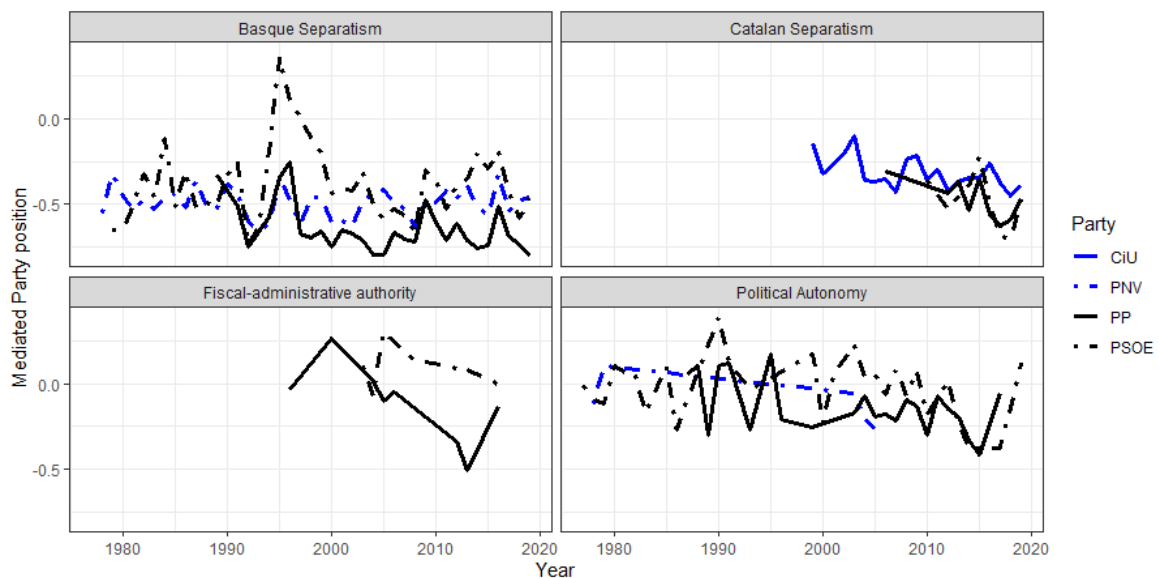 Basque Separatism
Catalan Separatism
0.0
-0.5
Fiscal-administrative authority
Political Autonomy
0.0
-0.5
1980 1990 2000 2010 2020
1980 1990 2000 2010 2020
Year
Mediated Party position
Party
CiU
PNV
PP
PSOE